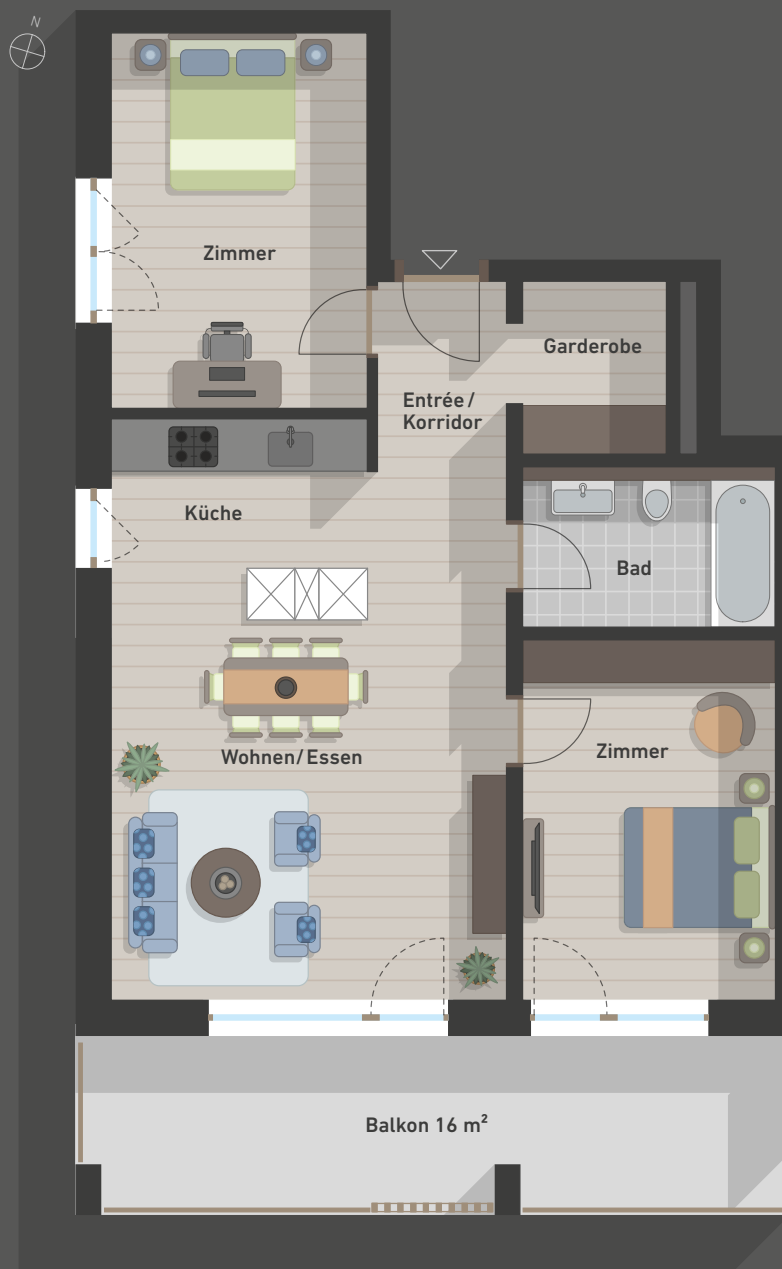 N
Zimmer
Garderobe
Entrée /
Korridor
Küche
Bad
Wohnen/Essen
Zimmer
Balkon 16 m²